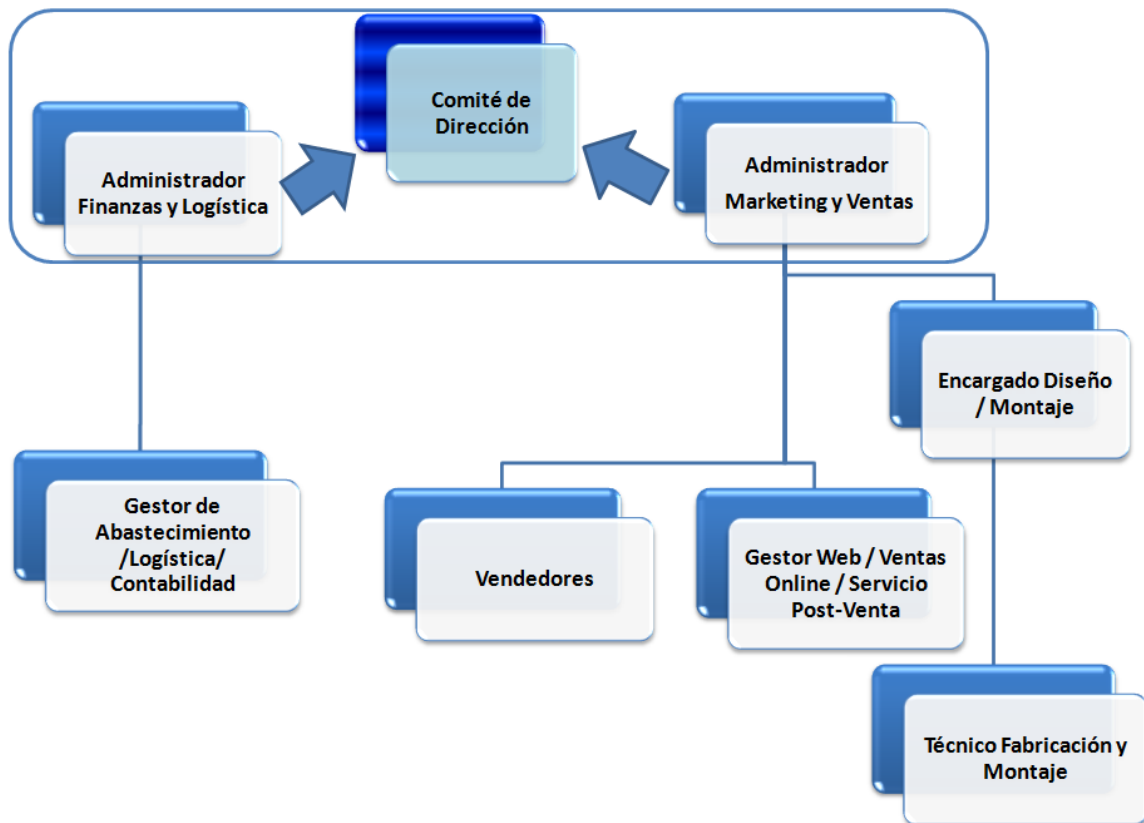 Comité de
Dirección
Administrador
Finanzas y Logística
Administrador
Marketing y Ventas
Encargado Diseño
/ Montaje
Gestor de
Abastecimiento
/Logística/
Contabilidad
Vendedores
Gestor Web / Ventas
Online / Servicio
Post-Venta
Técnico Fabricación y
Montaje